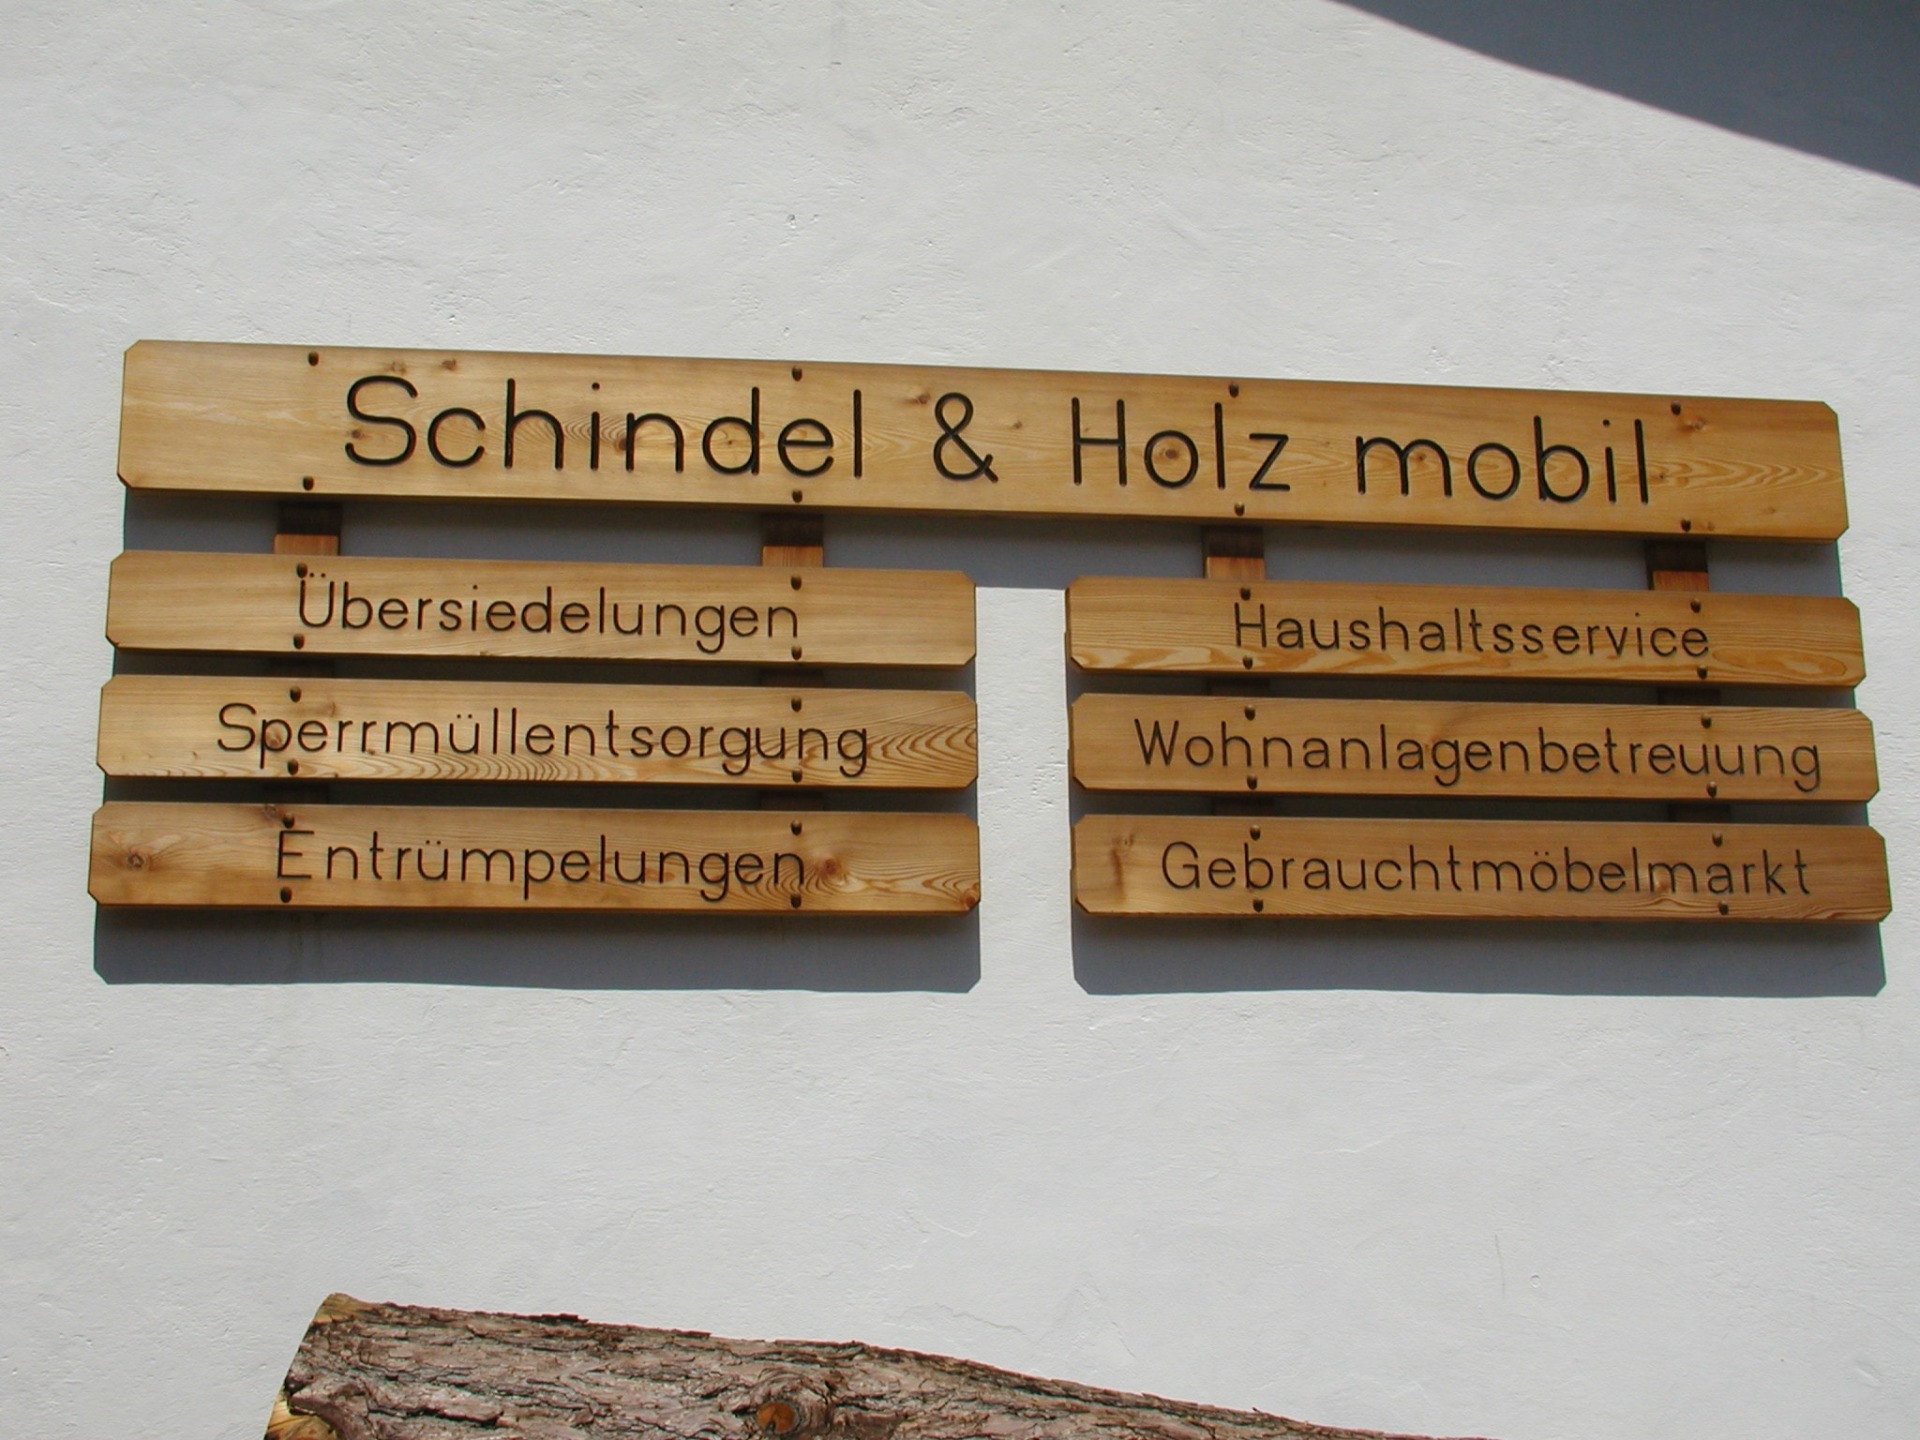 Schindel & Holz mobil
Übersiedelungen
Sperrmüllentsorgung
Entrümpelungen
Haushaltsservice
Wohnanlagenbetreuung
Gebrauchtmöbelmarkt